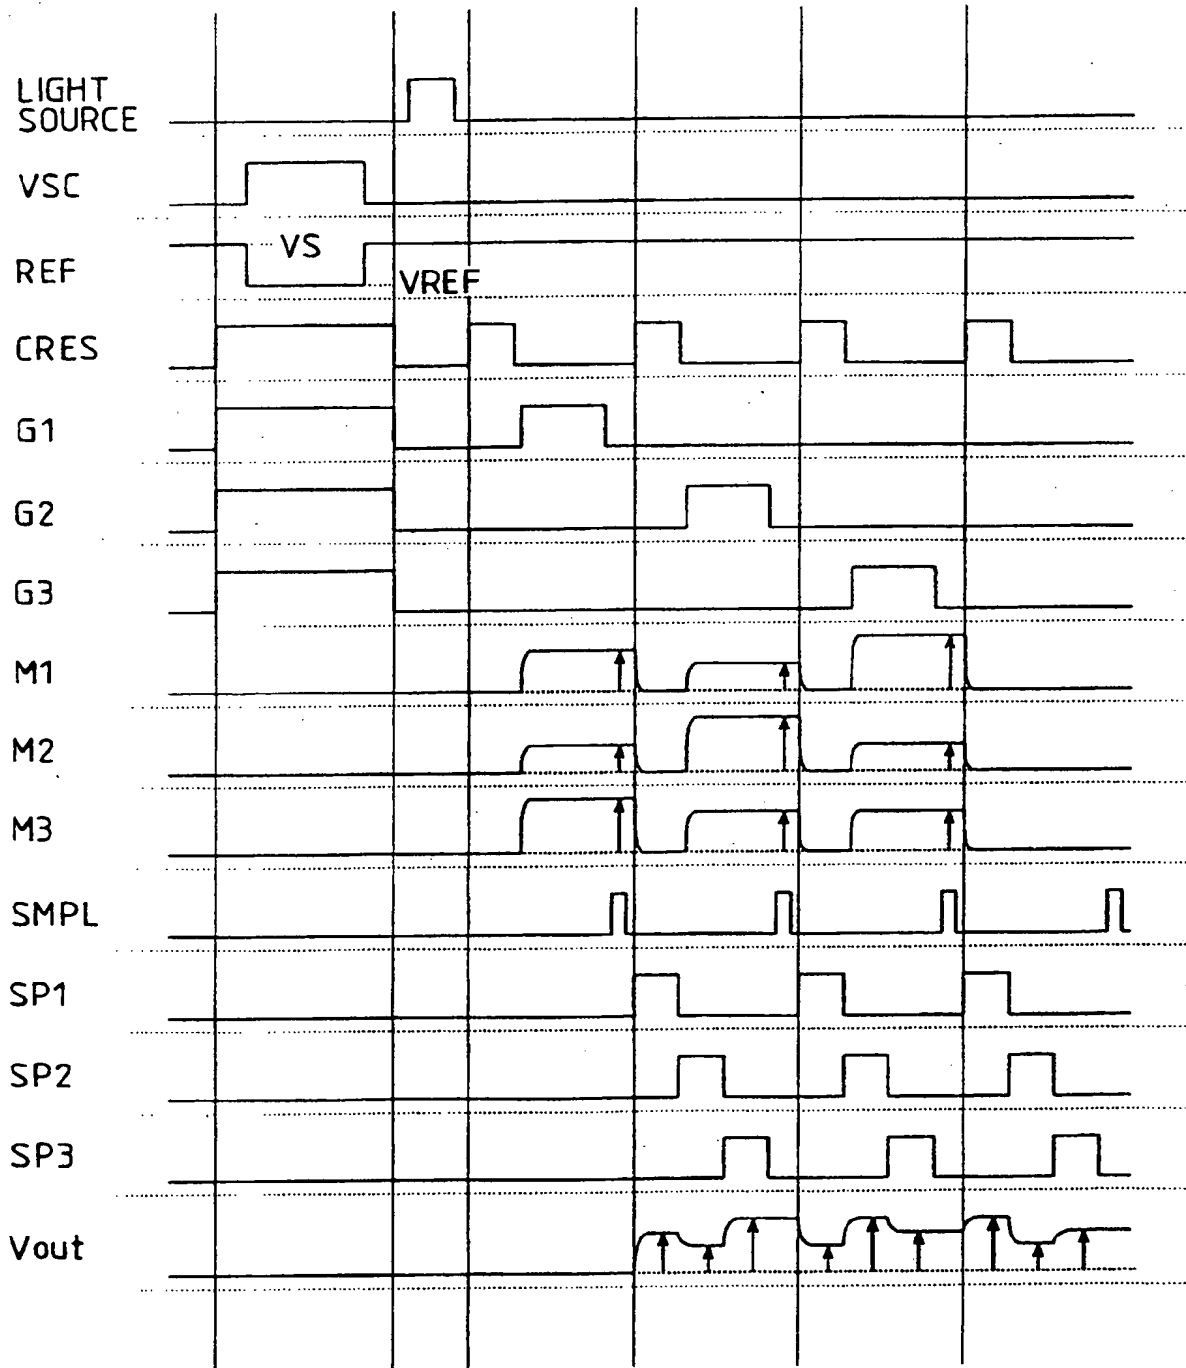 LIGHT
SOURCE
VSC
VS
REF
VREF
CRES
G1
G2
G3
M1
M2
M3
SMPL
SP1
SP2
SP3
Vout